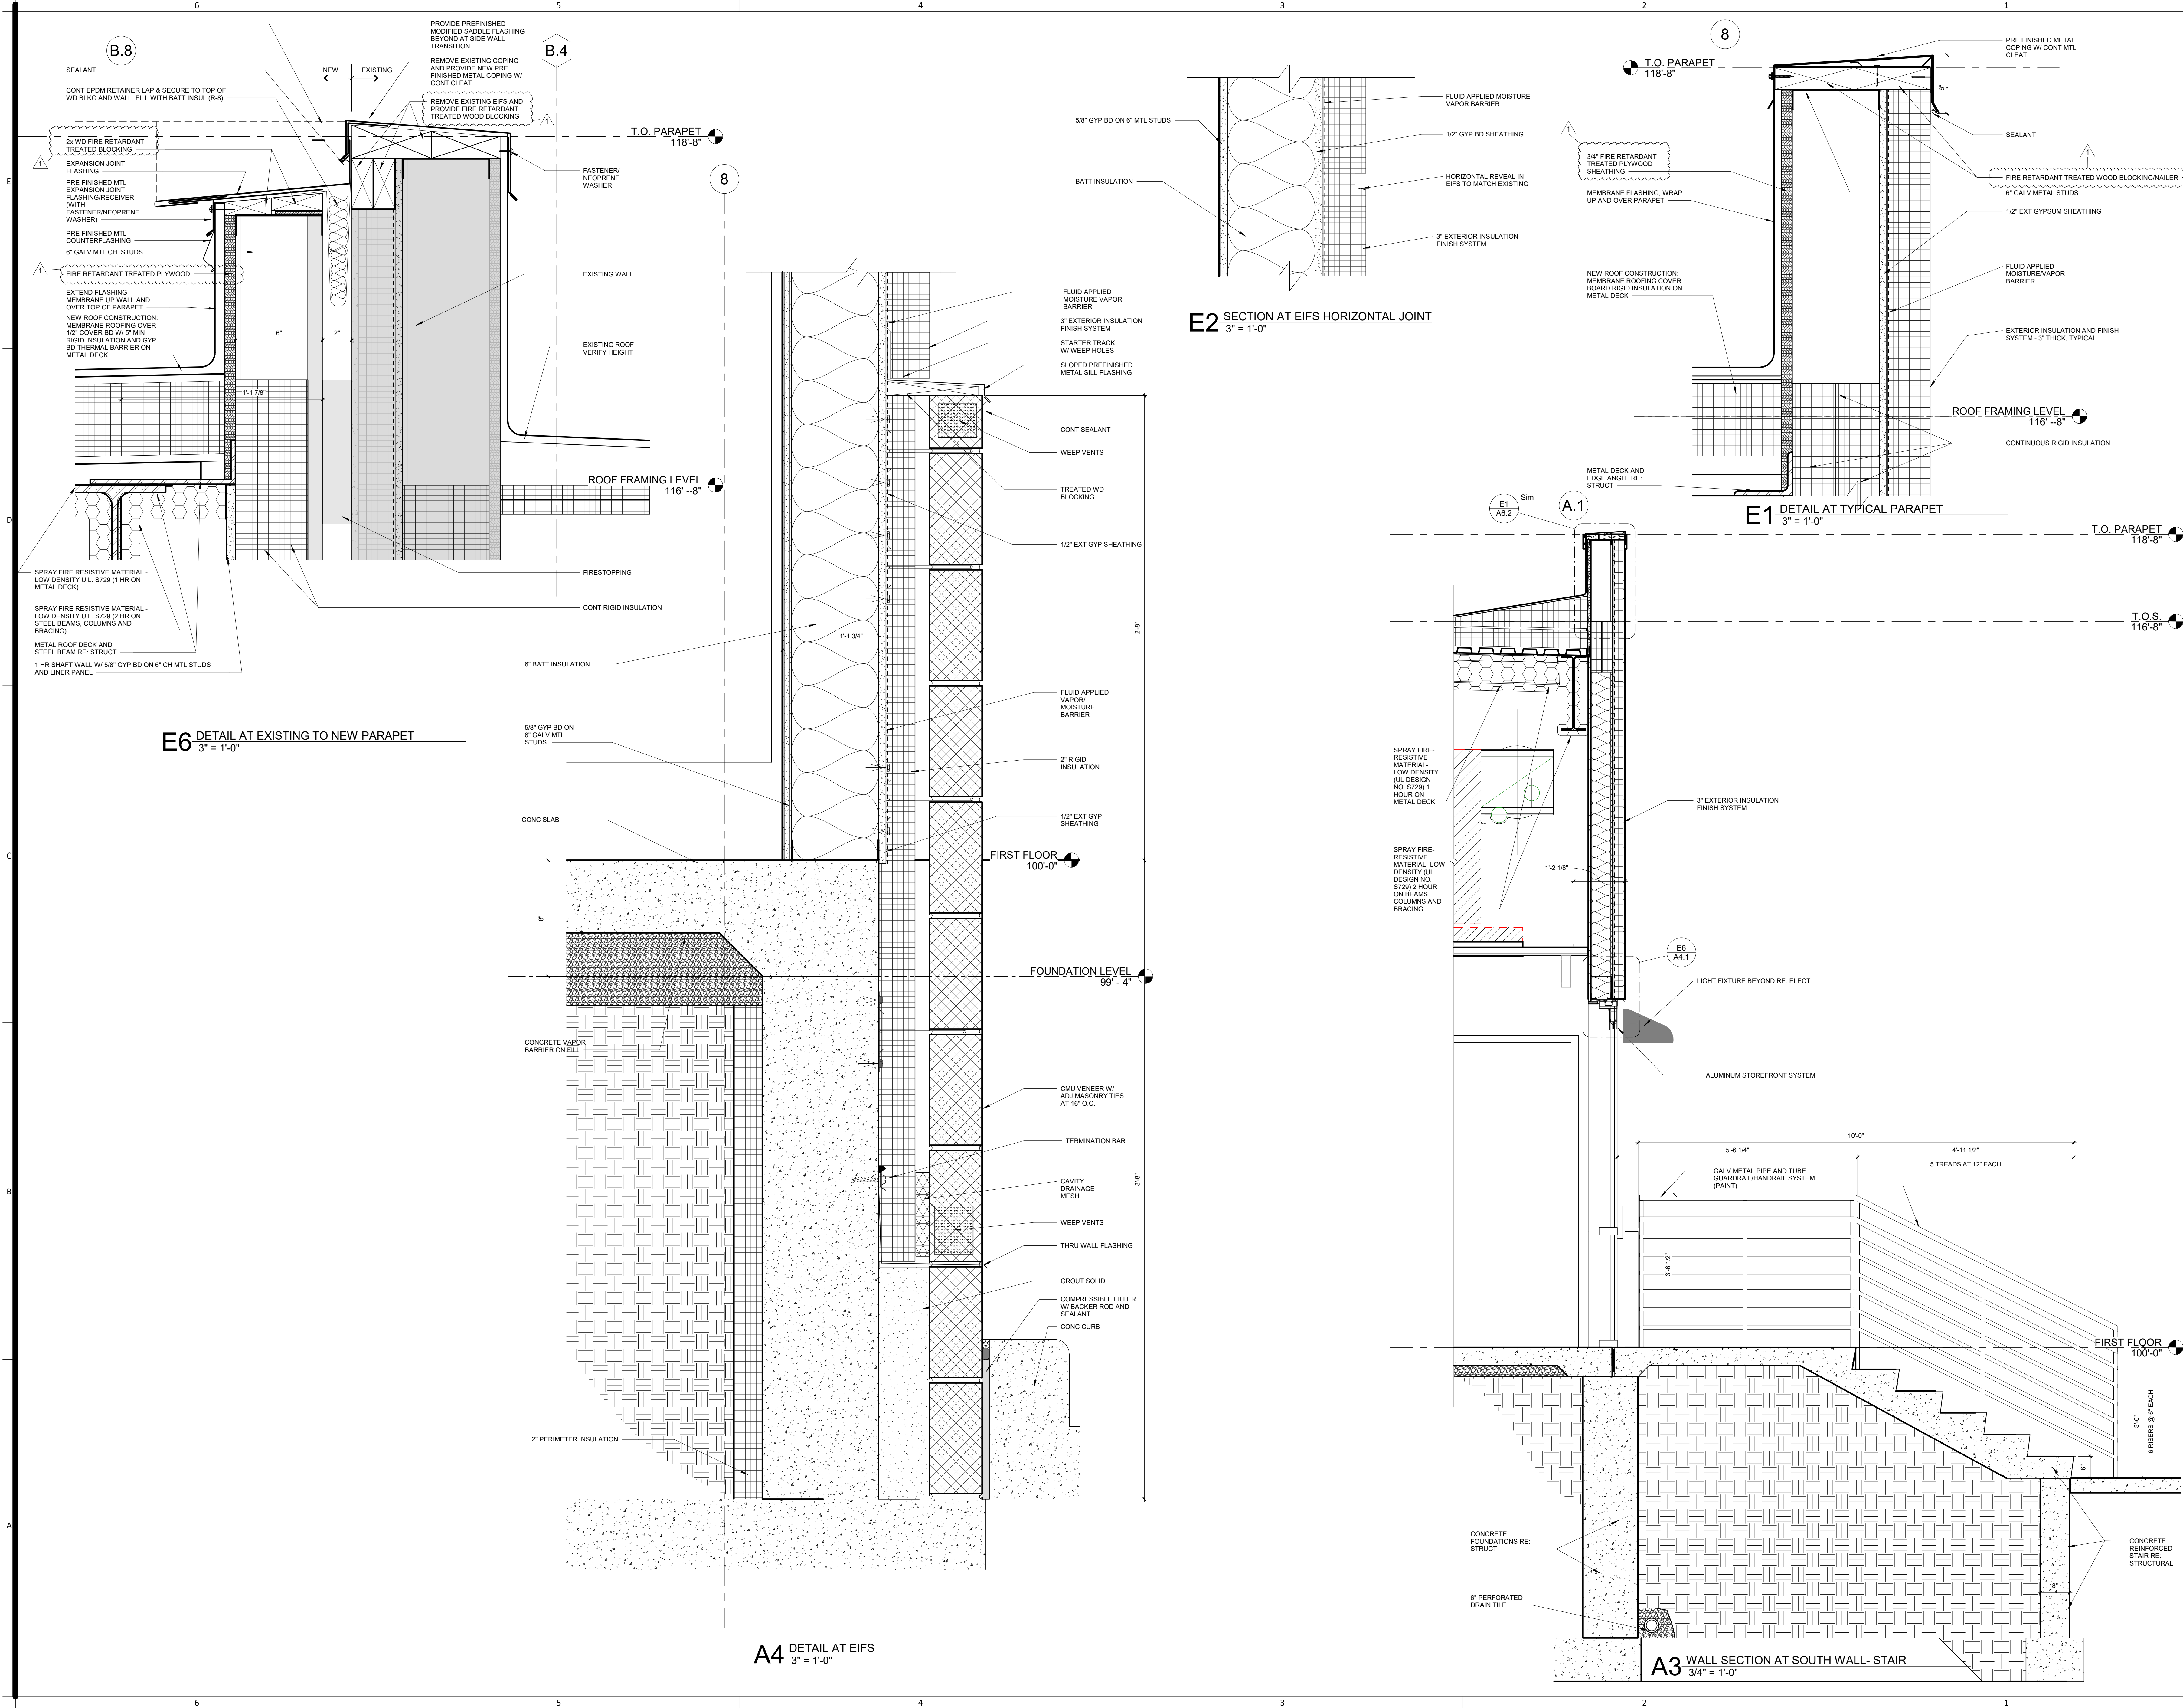 6
5
4
3
2
1
E
D
C
B
A
B.8
B.4
SEALANT
CONT EPDM RETAINER LAP & SECURE TO TOP OF
WD BLKG AND WALL. FILL WITH BATT INSUL (R-8)
2x WD FIRE RETARDANT
TREATED BLOCKING
1
EXPANSION JOINT
FLASHING
PRE FINISHED MTL
EXPANSION JOINT
FLASHING/RECEIVER
(WITH
FASTENER/NEOPRENE
WASHER)
PRE FINISHED MTL
COUNTERFLASHING
6" GALV MTL CH STUDS
1
FIRE RETARDANT TREATED PLYWOOD
EXTEND FLASHING
MEMBRANE UP WALL AND
OVER TOP OF PARAPET
NEW ROOF CONSTRUCTION:
MEMBRANE ROOFING OVER
1/2" COVER BD W/ 5" MIN
RIGID INSULATION AND GYP
BD THERMAL BARRIER ON
METAL DECK
NEW
EXISTING
PROVIDE PREFINISHED
MODIFIED SADDLE FLASHING
BEYOND AT SIDE WALL
TRANSITION
REMOVE EXISTING COPING
AND PROVIDE NEW PRE
FINISHED METAL COPING W/
CONT CLEAT
REMOVE EXISTING EIFS AND
PROVIDE FIRE RETARDANT
TREATED WOOD BLOCKING
1
T.O. PARAPET
118'-8"
FASTENER/
NEOPRENE
WASHER
EXISTING WALL
EXISTING ROOF
VERIFY HEIGHT
6"
2"
1'-1 7/8"
ROOF FRAMING LEVEL
116' --8"
FIRESTOPPING
CONT RIGID INSULATION
SPRAY FIRE RESISTIVE MATERIAL -
LOW DENSITY U.L. S729 (1 HR ON
METAL DECK)
SPRAY FIRE RESISTIVE MATERIAL -
LOW DENSITY U.L. S729 (2 HR ON
STEEL BEAMS, COLUMNS AND
BRACING)
METAL ROOF DECK AND
STEEL BEAM RE: STRUCT
1 HR SHAFT WALL W/ 5/8" GYP BD ON 6" CH MTL STUDS
AND LINER PANEL
E6
DETAIL AT EXISTING TO NEW PARAPET
3" = 1'-0"
8
FLUID APPLIED
MOISTURE VAPOR
BARRIER
3" EXTERIOR INSULATION
FINISH SYSTEM
STARTER TRACK
W/ WEEP HOLES
SLOPED PREFINISHED
METAL SILL FLASHING
CONT SEALANT
WEEP VENTS
TREATED WD
BLOCKING
1/2" EXT GYP SHEATHING
2'-8"
1'-1 3/4"
6" BATT INSULATION
FLUID APPLIED
VAPOR/
MOISTURE
BARRIER
5/8" GYP BD ON
6" GALV MTL
STUDS
2" RIGID
INSULATION
CONC SLAB
1/2" EXT GYP
SHEATHING
FIRST FLOOR
100'-0"
8"
FOUNDATION LEVEL
99' - 4"
CONCRETE VAPOR
BARRIER ON FILL
CMU VENEER W/
ADJ MASONRY TIES
AT 16" O.C.
TERMINATION BAR
CAVITY
DRAINAGE
MESH
3'-8"
WEEP VENTS
THRU WALL FLASHING
GROUT SOLID
COMPRESSIBLE FILLER
W/ BACKER ROD AND
SEALANT
CONC CURB
2" PERIMETER INSULATION
A4
DETAIL AT EIFS
3" = 1'-0"
5/8" GYP BD ON 6" MTL STUDS
BATT INSULATION
FLUID APPLIED MOISTURE
VAPOR BARRIER
1/2" GYP BD SHEATHING
HORIZONTAL REVEAL IN
EIFS TO MATCH EXISTING
3" EXTERIOR INSULATION
FINISH SYSTEM
E2
SECTION AT EIFS HORIZONTAL JOINT
3" = 1'-0"
8
T.O. PARAPET
118'-8"
PRE FINISHED METAL
COPING W/ CONT MTL
CLEAT
6"
SEALANT
1
3/4" FIRE RETARDANT
TREATED PLYWOOD
SHEATHING
1
FIRE RETARDANT TREATED WOOD BLOCKING/NAILER
MEMBRANE FLASHING, WRAP
UP AND OVER PARAPET
6" GALV METAL STUDS
1/2" EXT GYPSUM SHEATHING
NEW ROOF CONSTRUCTION:
MEMBRANE ROOFING COVER
BOARD RIGID INSULATION ON
METAL DECK
FLUID APPLIED
MOISTURE/VAPOR
BARRIER
EXTERIOR INSULATION AND FINISH
SYSTEM - 3" THICK, TYPICAL
ROOF FRAMING LEVEL
116' --8"
CONTINUOUS RIGID INSULATION
METAL DECK AND
EDGE ANGLE RE:
STRUCT
E1
DETAIL AT TYPICAL PARAPET
3" = 1'-0"
E1
A6.2
Sim
A.1
T.O. PARAPET
118'-8"
T.O.S.
116'-8"
SPRAY FIRE-
RESISTIVE
MATERIAL-
LOW DENSITY
(UL DESIGN
NO. S729) 1
HOUR ON
METAL DECK
3" EXTERIOR INSULATION
FINISH SYSTEM
SPRAY FIRE-
RESISTIVE
MATERIAL- LOW
DENSITY (UL
DESIGN NO.
S729) 2 HOUR
ON BEAMS,
COLUMNS AND
BRACING
1'-2 1/8"
E6
A4.1
LIGHT FIXTURE BEYOND RE: ELECT
ALUMINUM STOREFRONT SYSTEM
10'-0"
5'-6 1/4"
4'-11 1/2"
5 TREADS AT 12" EACH
GALV METAL PIPE AND TUBE
GUARDRAIL/HANDRAIL SYSTEM
(PAINT)
3'-6 1/2"
FIRST FLOOR
100'-0"
3'-0"
6 RISERS @ 6" EACH
6"
CONCRETE
FOUNDATIONS RE:
STRUCT
CONCRETE
REINFORCED
STAIR RE:
STRUCTURAL
8"
6" PERFORATED
DRAIN TILE
A3
WALL SECTION AT SOUTH WALL- STAIR
3/4" = 1'-0"
6
5
4
3
2
1